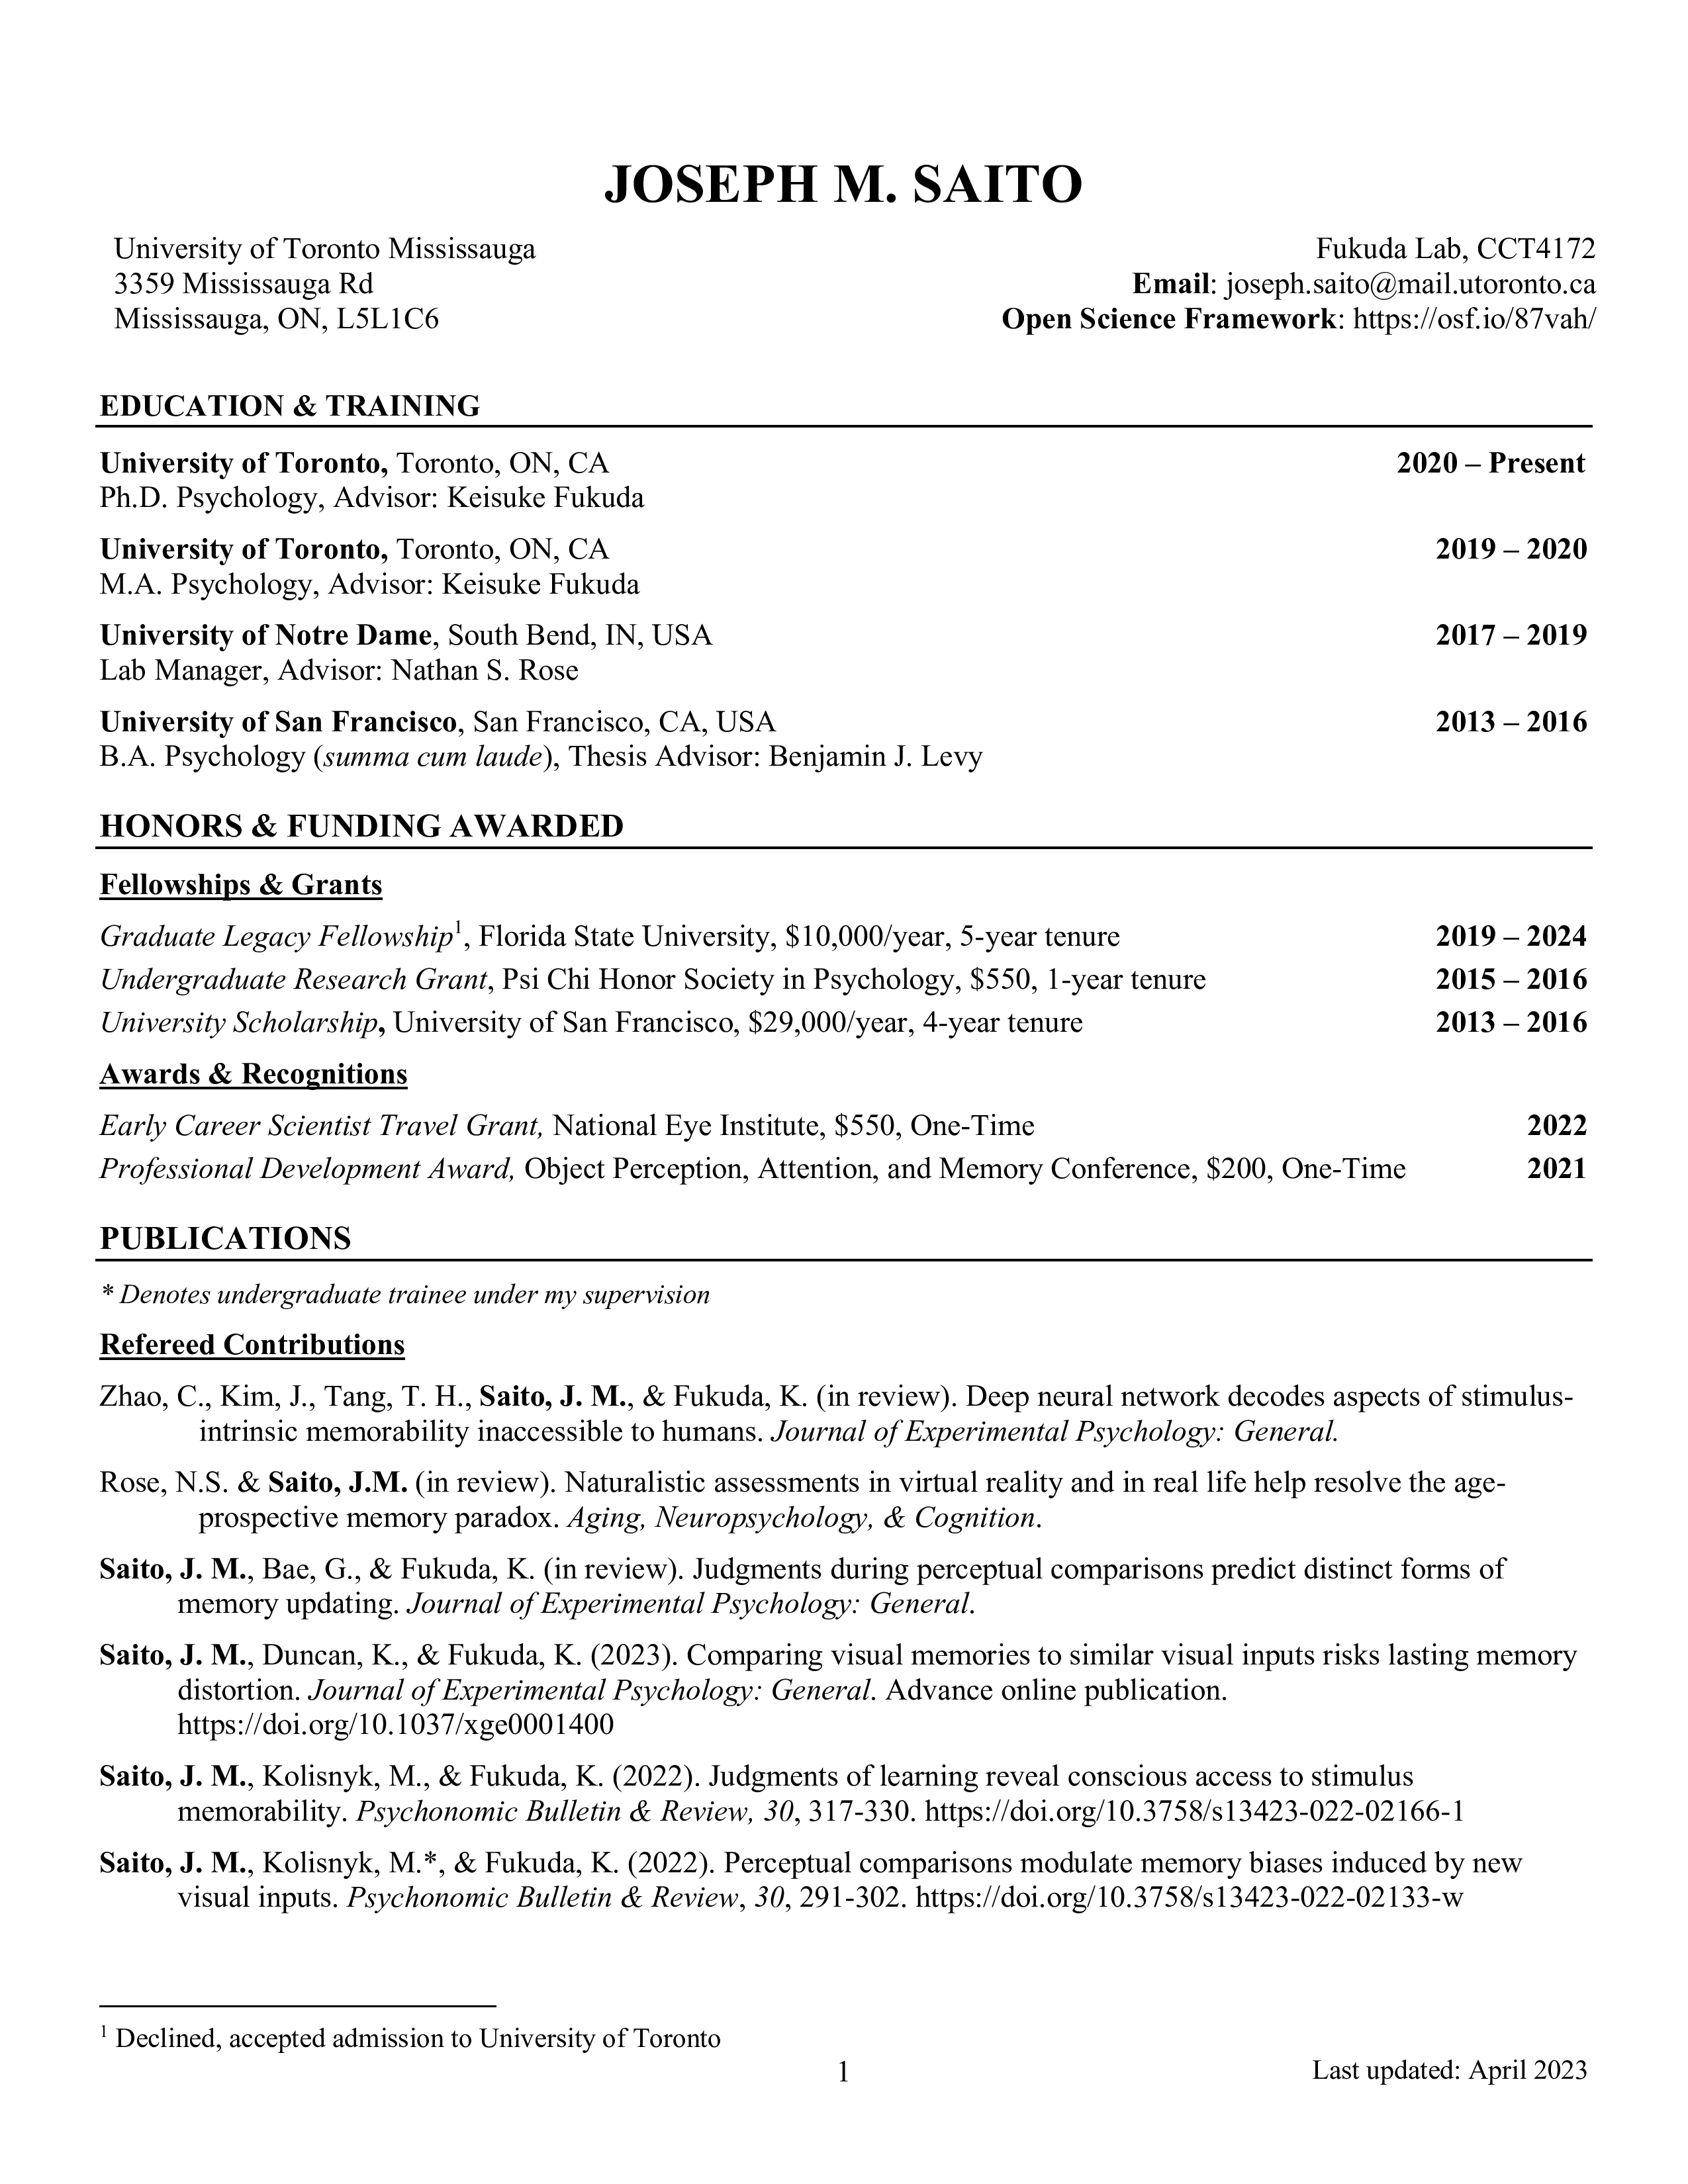 JOSEPH M. SAITO
University of Toronto Mississauga
3359 Mississauga Rd
Mississauga, ON, L5L1C6
Fukuda Lab, CCT4172
Email: joseph.saito@mail.utoronto.ca
Open Science Framework: https://osf.io/87vah/
EDUCATION & TRAINING
University of Toronto, Toronto, ON, CA 2020 – Present
Ph.D. Psychology, Advisor: Keisuke Fukuda
University of Toronto, Toronto, ON, CA 2019 – 2020
M.A. Psychology, Advisor: Keisuke Fukuda
University of Notre Dame, South Bend, IN, USA 2017 – 2019
Lab Manager, Advisor: Nathan S. Rose
University of San Francisco, San Francisco, CA, USA 2013 – 2016
B.A. Psychology (summa cum laude), Thesis Advisor: Benjamin J. Levy
HONORS & FUNDING AWARDED
Fellowships & Grants
Graduate Legacy Fellowship1, Florida State University, $10,000/year, 5-year tenure 2019 – 2024
Undergraduate Research Grant, Psi Chi Honor Society in Psychology, $550, 1-year tenure 2015 – 2016
University Scholarship, University of San Francisco, $29,000/year, 4-year tenure 2013 – 2016
Awards & Recognitions
Early Career Scientist Travel Grant, National Eye Institute, $550, One-Time 2022
Professional Development Award, Object Perception, Attention, and Memory Conference, $200, One-Time 2021
PUBLICATIONS
* Denotes undergraduate trainee under my supervision
Refereed Contributions
Zhao, C., Kim, J., Tang, T. H., Saito, J. M., & Fukuda, K. (in review). Deep neural network decodes aspects of stimulus-
intrinsic memorability inaccessible to humans. Journal of Experimental Psychology: General.
Rose, N.S. & Saito, J.M. (in review). Naturalistic assessments in virtual reality and in real life help resolve the age-
prospective memory paradox. Aging, Neuropsychology, & Cognition.
Saito, J. M., Bae, G., & Fukuda, K. (in review). Judgments during perceptual comparisons predict distinct forms of
memory updating. Journal of Experimental Psychology: General.
Saito, J. M., Duncan, K., & Fukuda, K. (2023). Comparing visual memories to similar visual inputs risks lasting memory
distortion. Journal of Experimental Psychology: General. Advance online publication.
https://doi.org/10.1037/xge0001400
Saito, J. M., Kolisnyk, M., & Fukuda, K. (2022). Judgments of learning reveal conscious access to stimulus
memorability. Psychonomic Bulletin & Review, 30, 317-330. https://doi.org/10.3758/s13423-022-02166-1
Saito, J. M., Kolisnyk, M.*, & Fukuda, K. (2022). Perceptual comparisons modulate memory biases induced by new
visual inputs. Psychonomic Bulletin & Review, 30, 291-302. https://doi.org/10.3758/s13423-022-02133-w
1 Declined, accepted admission to University of Toronto
1
Last updated: April 2023